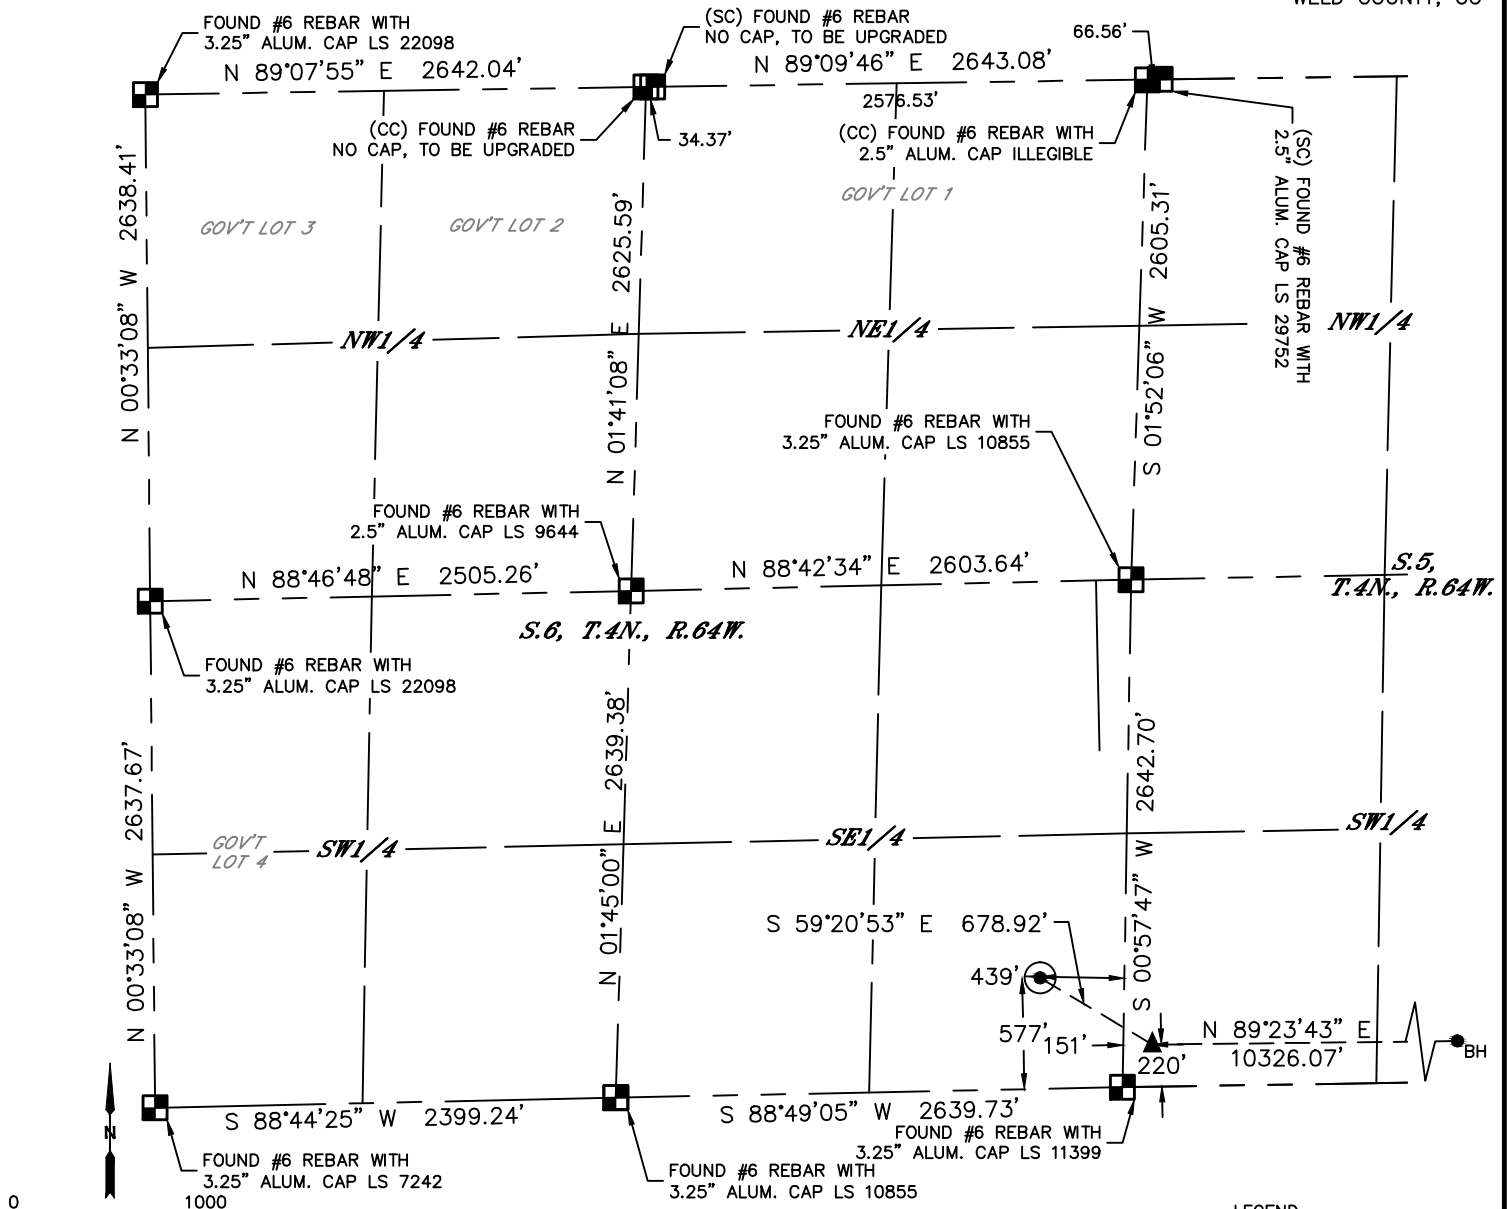 FOUND #6 REBAR WITH
3.25" ALUM. CAP LS 22098
(SC) FOUND #6 REBAR
NO CAP, TO BE UPGRADED
66.56'
N 89°07'55" E 2642.04'
N 89°09'46" E 2643.08'
2576.53'
(CC) FOUND #6 REBAR
NO CAP, TO BE UPGRADED
34.37'
(CC) FOUND #6 REBAR WITH
2.5" ALUM. CAP ILLEGIBLE
(SC) FOUND #6 REBAR WITH
2.5" ALUM. CAP LS 29752
N 00°33'08" W 2638.41'
GOV'T LOT 3
GOV'T LOT 2
GOV'T LOT 1
N 01°41'08" E 2625.59'
S 01°52'06" W 2605.31'
NW1/4
NE1/4
NW1/4
FOUND #6 REBAR WITH
3.25" ALUM. CAP LS 10855
FOUND #6 REBAR WITH
2.5" ALUM. CAP LS 9644
N 88°46'48" E 2505.26'
N 88°42'34" E 2603.64'
S.5,
T.4N., R.64W.
S.6, T.4N., R.64W.
FOUND #6 REBAR WITH
3.25" ALUM. CAP LS 22098
N 00°33'08" W 2637.67'
N 01°45'00" E 2639.38'
S 00°57'47" W 2642.70'
GOV'T
LOT 4
SW1/4
SE1/4
SW1/4
S 59°20'53" E 678.92'
439'
577'
151'
220'
N 89°23'43" E
10326.07'
BH
N
S 88°44'25" W 2399.24'
S 88°49'05" W 2639.73'
FOUND #6 REBAR WITH
3.25" ALUM. CAP LS 11399
FOUND #6 REBAR WITH
3.25" ALUM. CAP LS 7242
FOUND #6 REBAR WITH
3.25" ALUM. CAP LS 10855
0 1000